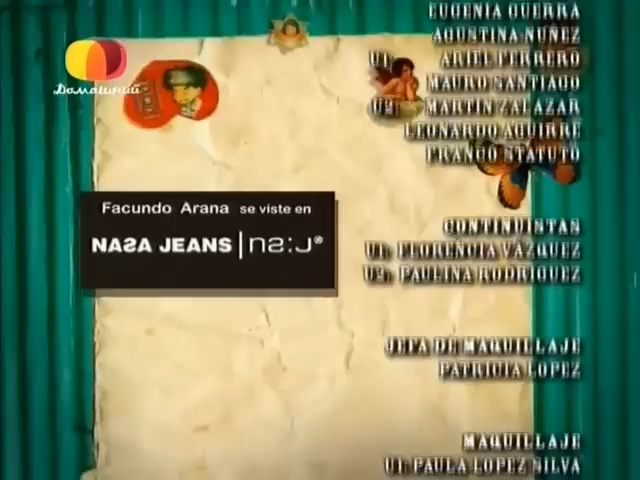 EUGENIA GUERRA
AGUSTINA NUÑEZ
U1: ARIEL FERRERO
MAURO SANTIAGO
U2: MARTIN ZALAZAR
LEONARDO AGUIRRE
FRANCO STATUTO
Домашний
Facundo Arana se viste en
NASA JEANS | ns:J®
CONTINUISTAS
U1: FLORENCIA VAZQUEZ
U2: PAULINA RODRIGUEZ
JEFA DE MAQUILLAJE
PATRICIA LOPEZ
MAQUILLAJE
U1: PAULA LOPEZ SILVA